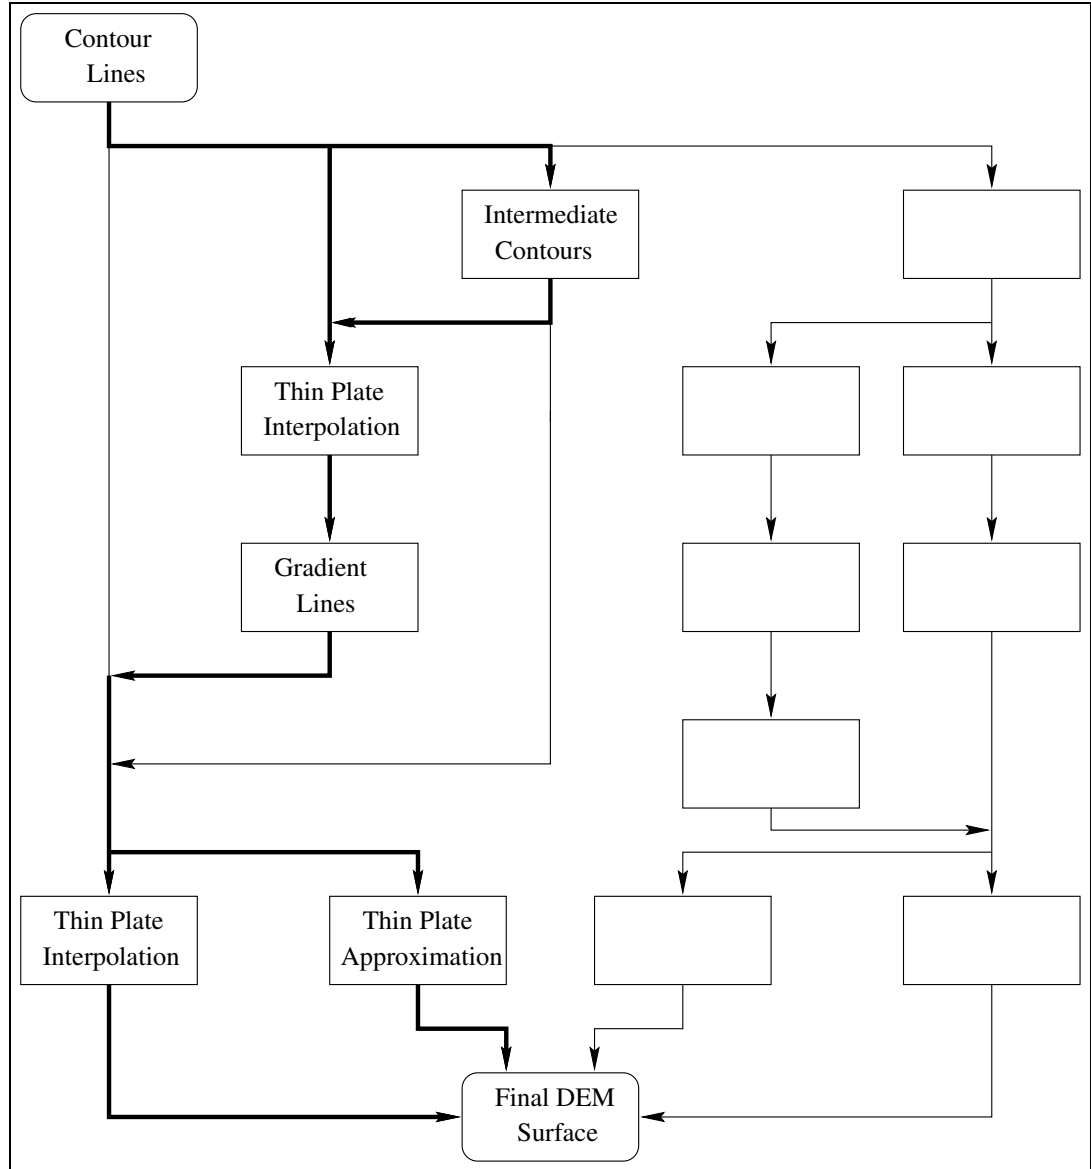 Contour
Lines
Intermediate
Contours
Thin Plate
Interpolation
Gradient
Lines
Thin Plate
Interpolation
Thin Plate
Approximation
Final DEM
Surface